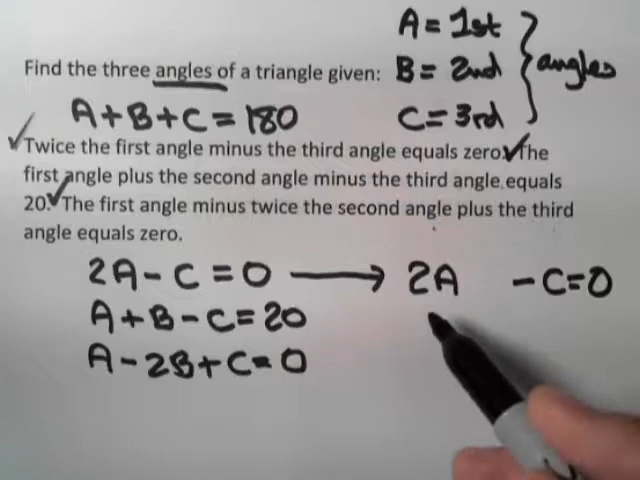 A = 1st
Find the three angles of a triangle given: B = 2nd angles
A + B + C = 180 C = 3rd
Twice the first angle minus the third angle equals zero. The
first angle plus the second angle minus the third angle equals
20. The first angle minus twice the second angle plus the third
angle equals zero.
2A - C = 0 → 2A - C = 0
A + B - C = 20
A - 2B + C = 0